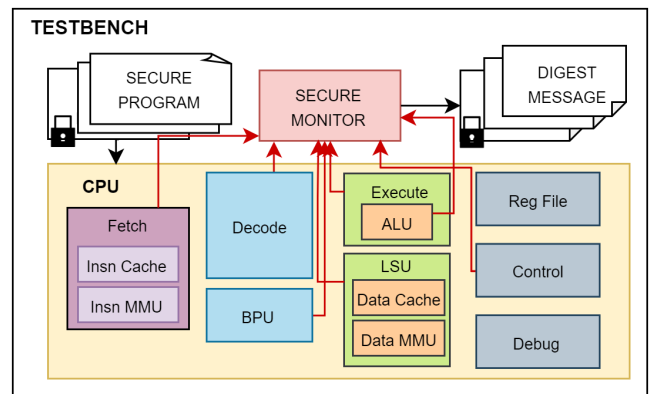 TESTBENCH
SECURE
PROGRAM
SECURE
MONITOR
DIGEST
MESSAGE
CPU
Fetch
Insn Cache
Insn MMU
Decode
BPU
Execute
ALU
LSU
Data Cache
Data MMU
Reg File
Control
Debug